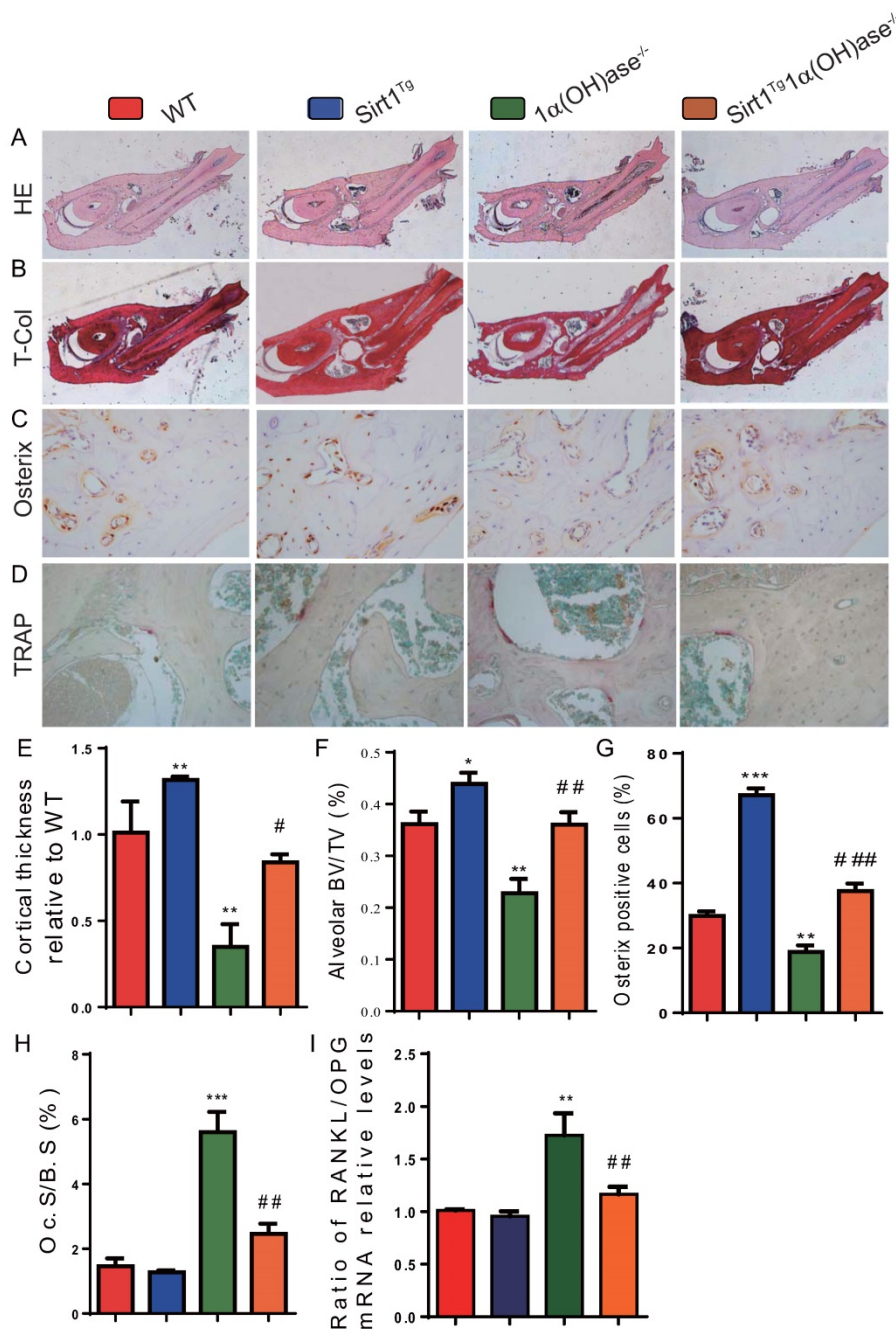 WT
Sirt1Tg
1α(OH)ase-/-
Sirt1Tg1α(OH)ase-/-
A
HE
B
T-Col
C
Osterix
D
TRAP
E
Cortical thickness
relative to WT
1.5
1.0
0.5
0.0
**
**
#
F
Alveolar BV/TV (%)
0.5
0.4
0.3
0.2
0.1
0.0
*
**
##
G
Osterix positive cells (%)
80
60
40
20
0
***
**
# ##
H
Oc. S/B. S (%)
8
6
4
2
0
***
##
I
Ratio of RANKL/OPG
mRNA relative levels
2.5
2.0
1.5
1.0
0.5
0.0
**
##